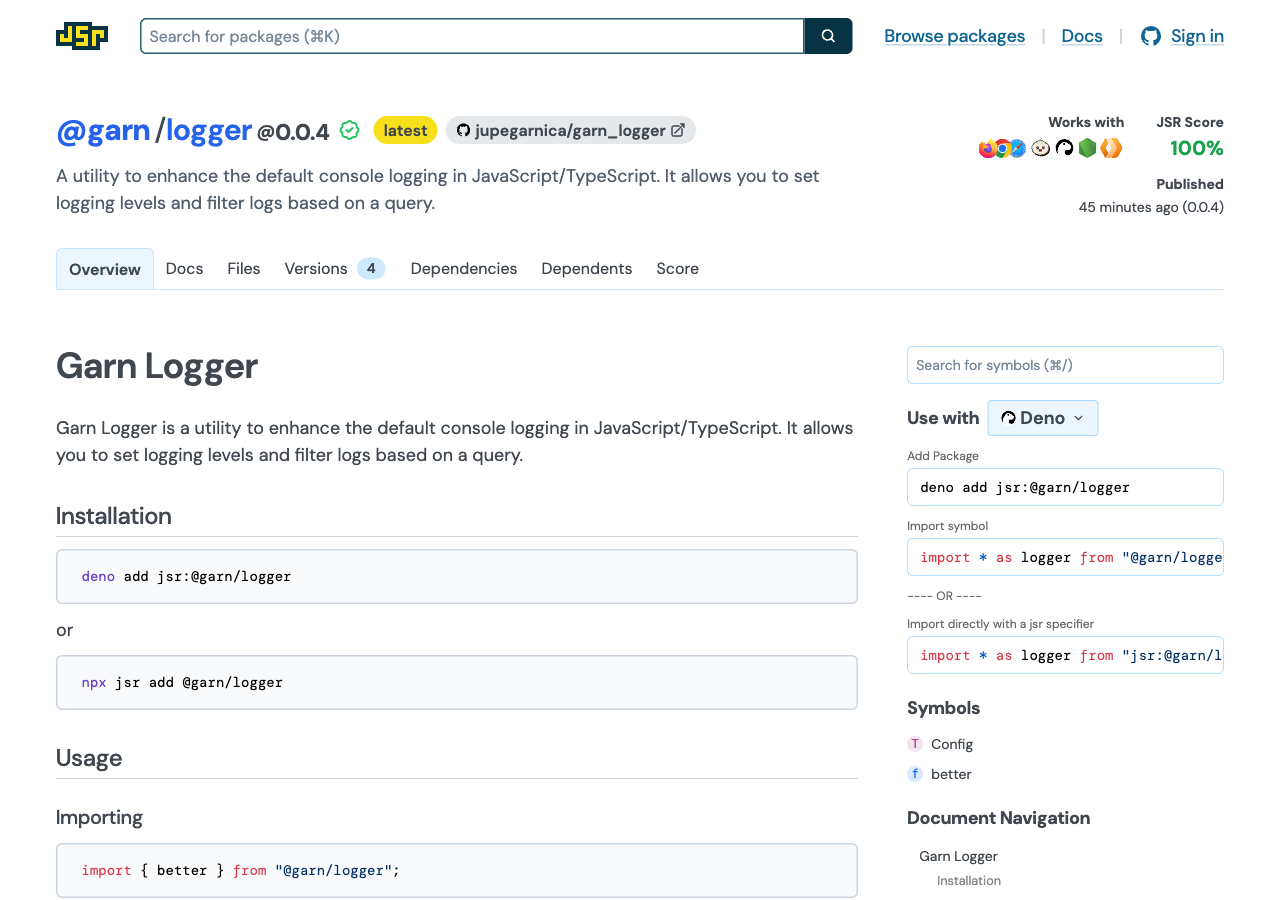 JSR
Search for packages (⌘K)
Browse packages | Docs | Sign in
@garn/logger @0.0.4 latest jupegarnica/garn_logger
A utility to enhance the default console logging in JavaScript/TypeScript. It allows you to set
logging levels and filter logs based on a query.
Works with
JSR Score
100%
Published
45 minutes ago (0.0.4)
Overview Docs Files Versions 4 Dependencies Dependents Score
Garn Logger
Garn Logger is a utility to enhance the default console logging in JavaScript/TypeScript. It allows
you to set logging levels and filter logs based on a query.
Installation
deno add jsr:@garn/logger
or
npx jsr add @garn/logger
Usage
Importing
import { better } from "@garn/logger";
Search for symbols (⌘/)
Use with Deno
Add Package
deno add jsr:@garn/logger
Import symbol
import * as logger from "@garn/logge
---- OR ----
Import directly with a jsr specifier
import * as logger from "jsr:@garn/l
Symbols
T Config
f better
Document Navigation
Garn Logger
Installation